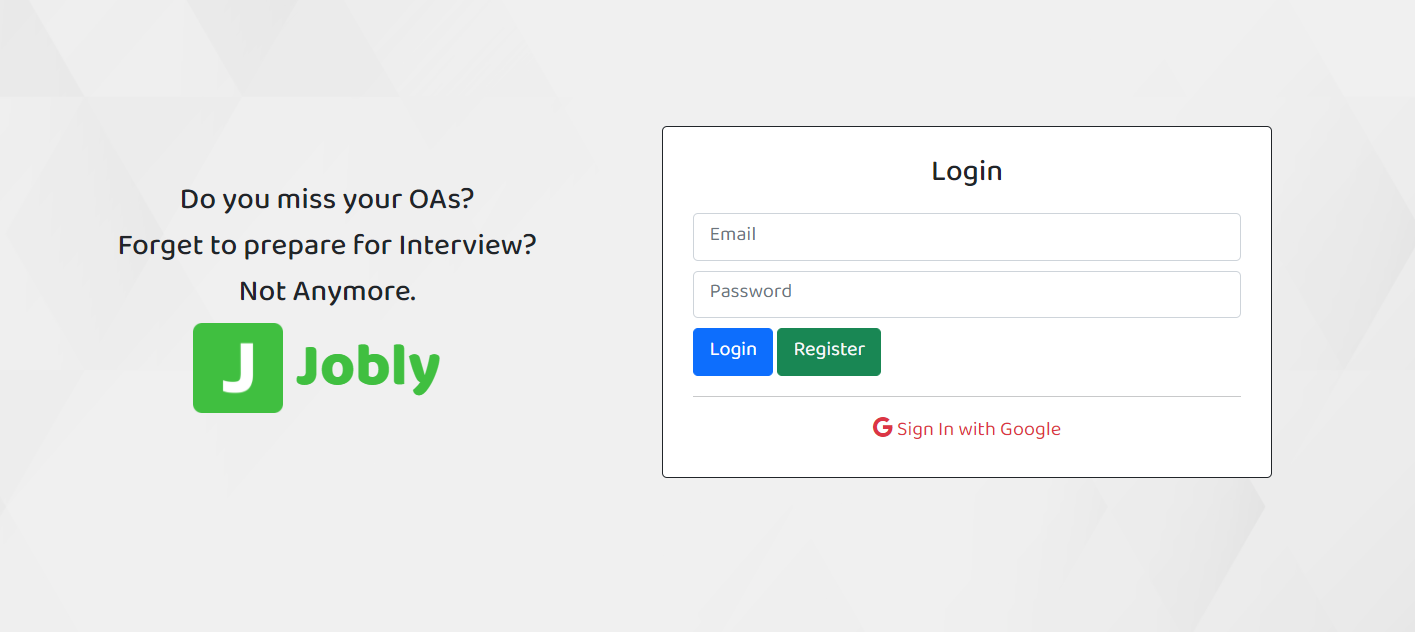 Do you miss your OAs?
Forget to prepare for Interview?
Not Anymore.
J Jobly
Login
Email
Password
Login Register
G Sign In with Google